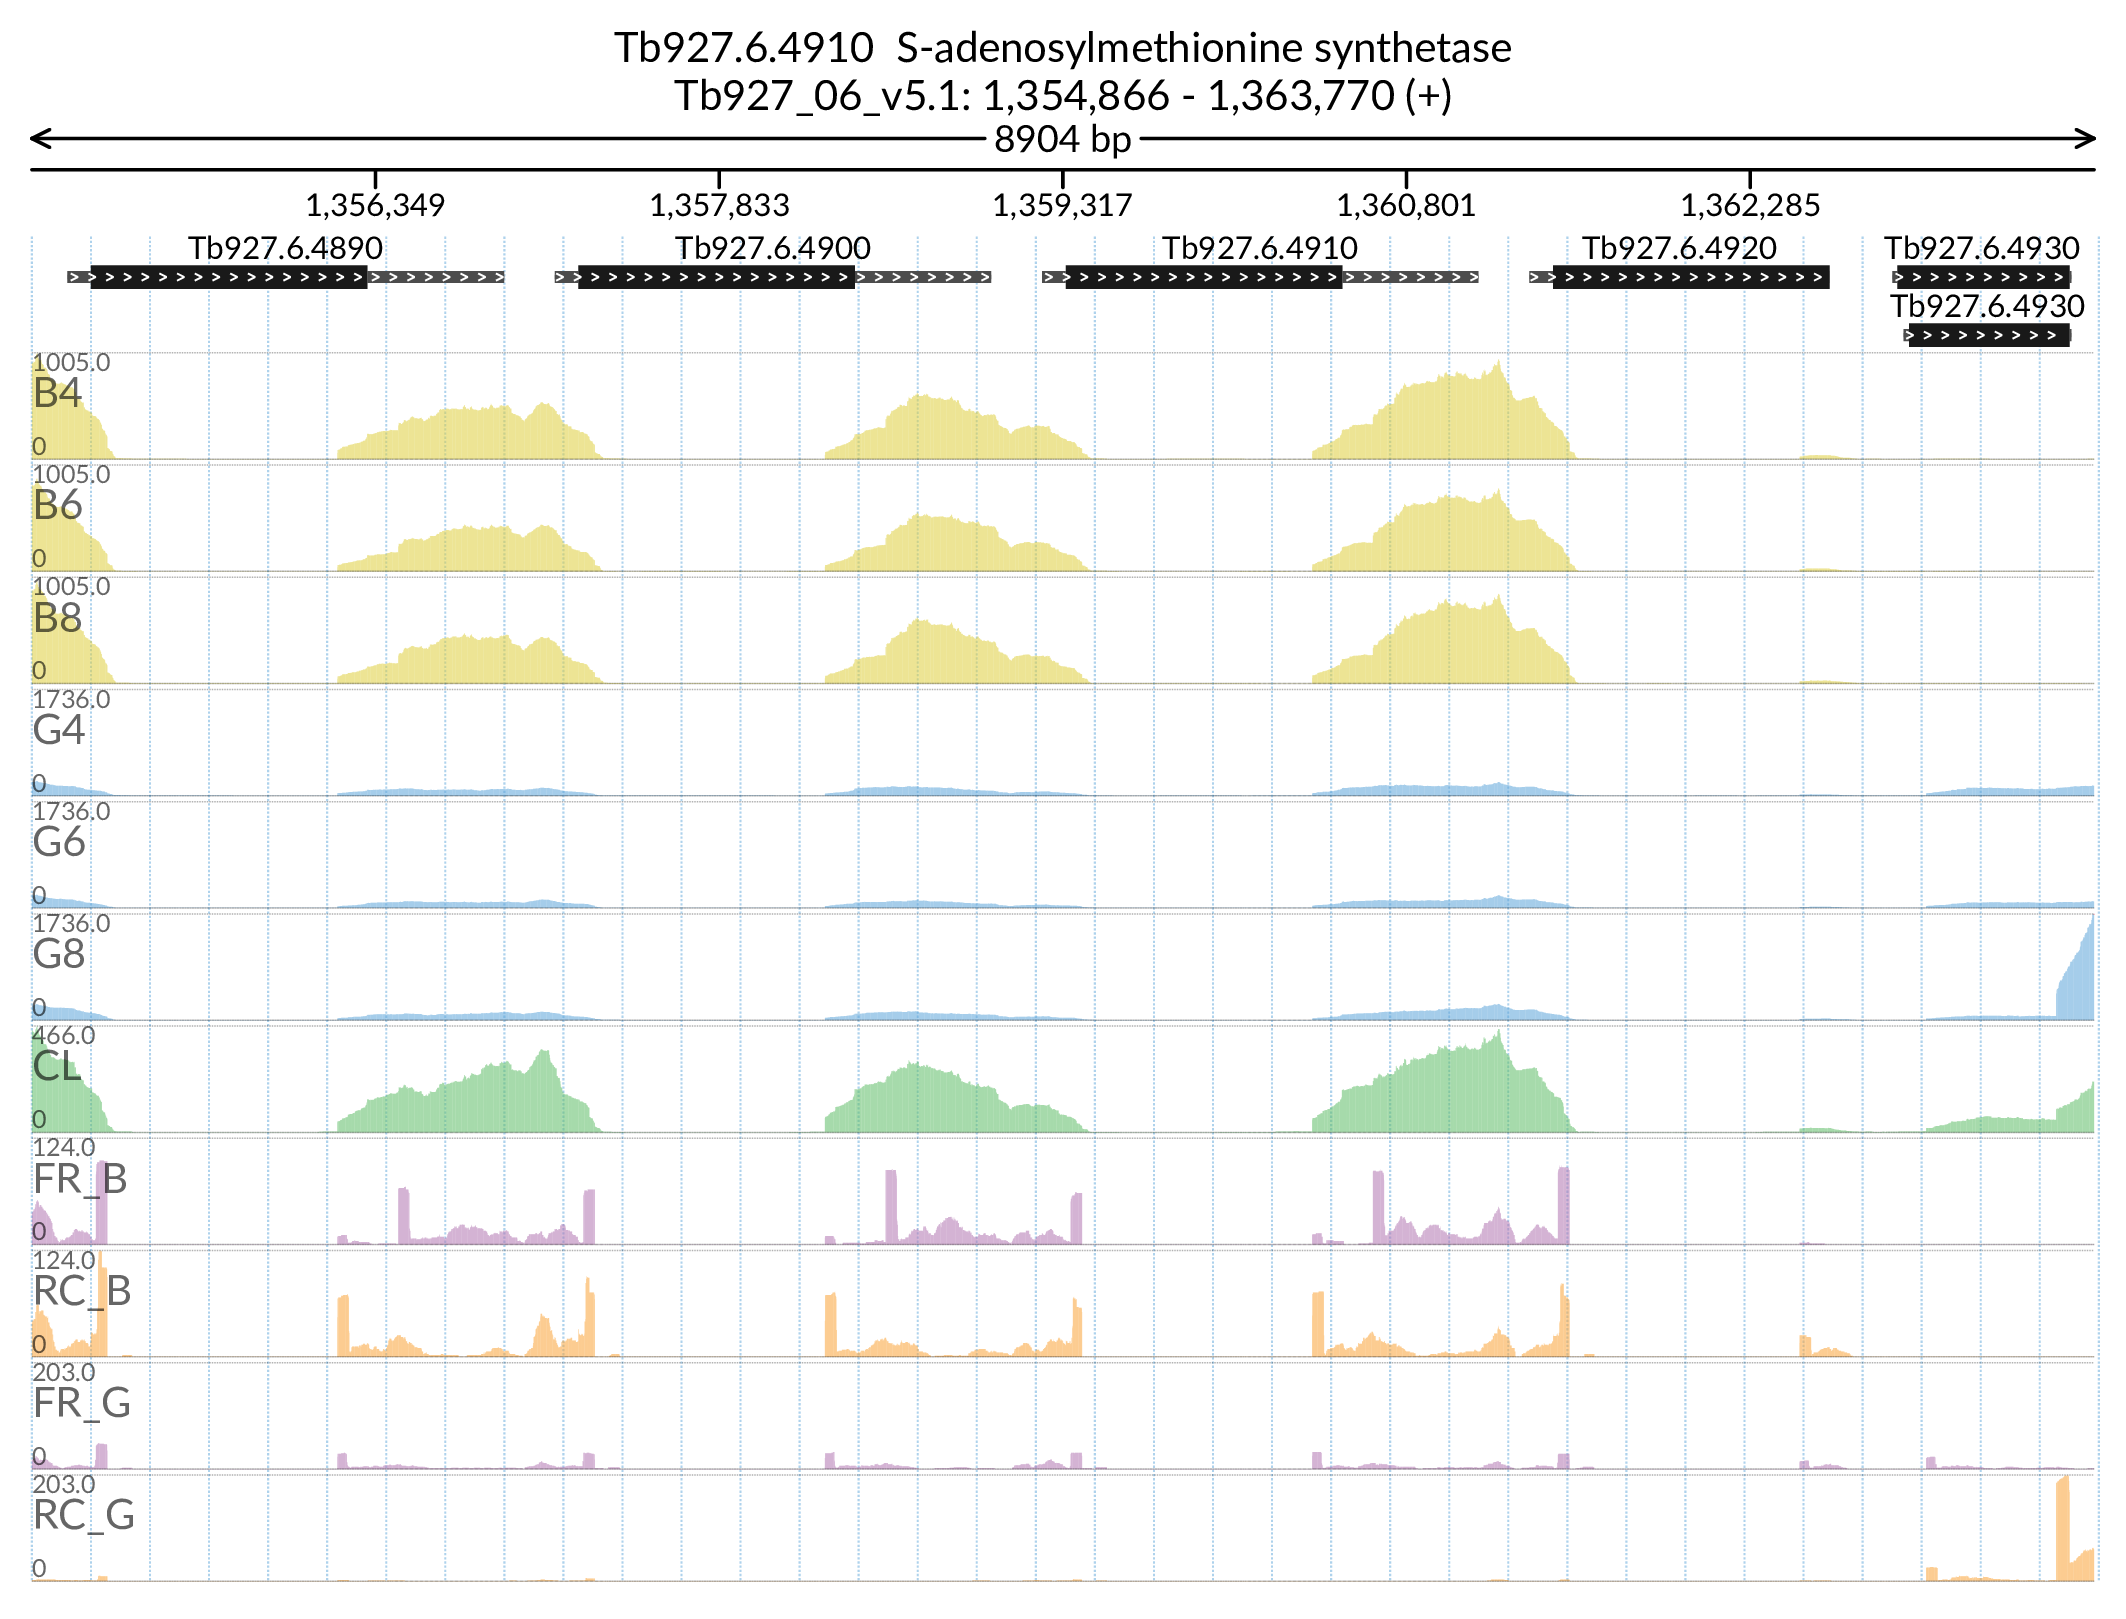 Tb927.6.4910  S-adenosylmethionine synthetase
Tb927_06_v5.1: 1,354,866 - 1,363,770 (+)
8904 bp
1,356,349 1,357,833 1,359,317 1,360,801 1,362,285
Tb927.6.4890 Tb927.6.4900 Tb927.6.4910 Tb927.6.4920 Tb927.6.4930
Tb927.6.4930
1005.0
B4
0
1005.0
B6
0
1005.0
B8
0
1736.0
G4
0
1736.0
G6
0
1736.0
G8
0
466.0
CL
0
124.0
FR_B
0
124.0
RC_B
0
203.0
FR_G
0
203.0
RC_G
0